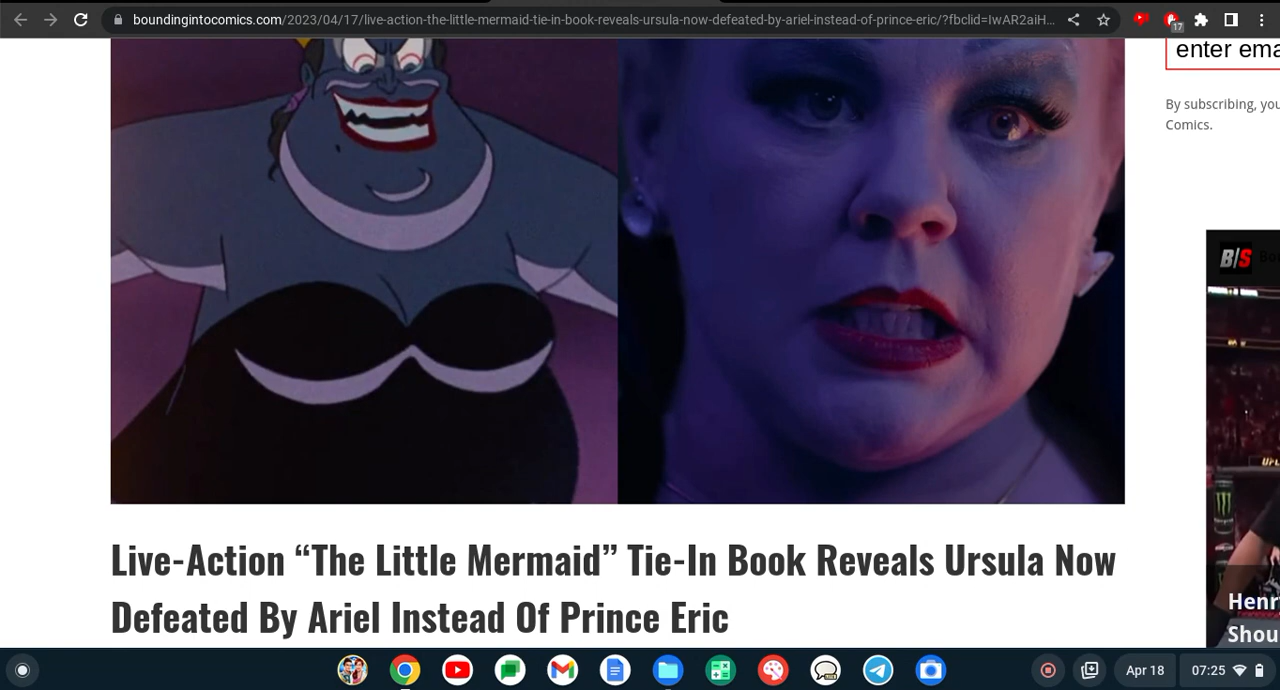 boundingintocomics.com/2023/04/17/live-action-the-little-mermaid-tie-in-book-reveals-ursula-now-defeated-by-ariel-instead-of-prince-eric/?fbclid=IwAR2aiH...
17
enter ema
By subscribing, you
Comics.
B|S
Live-Action “The Little Mermaid” Tie-In Book Reveals Ursula Now
Defeated By Ariel Instead Of Prince Eric
Henr
Shou
Apr 18
07:25